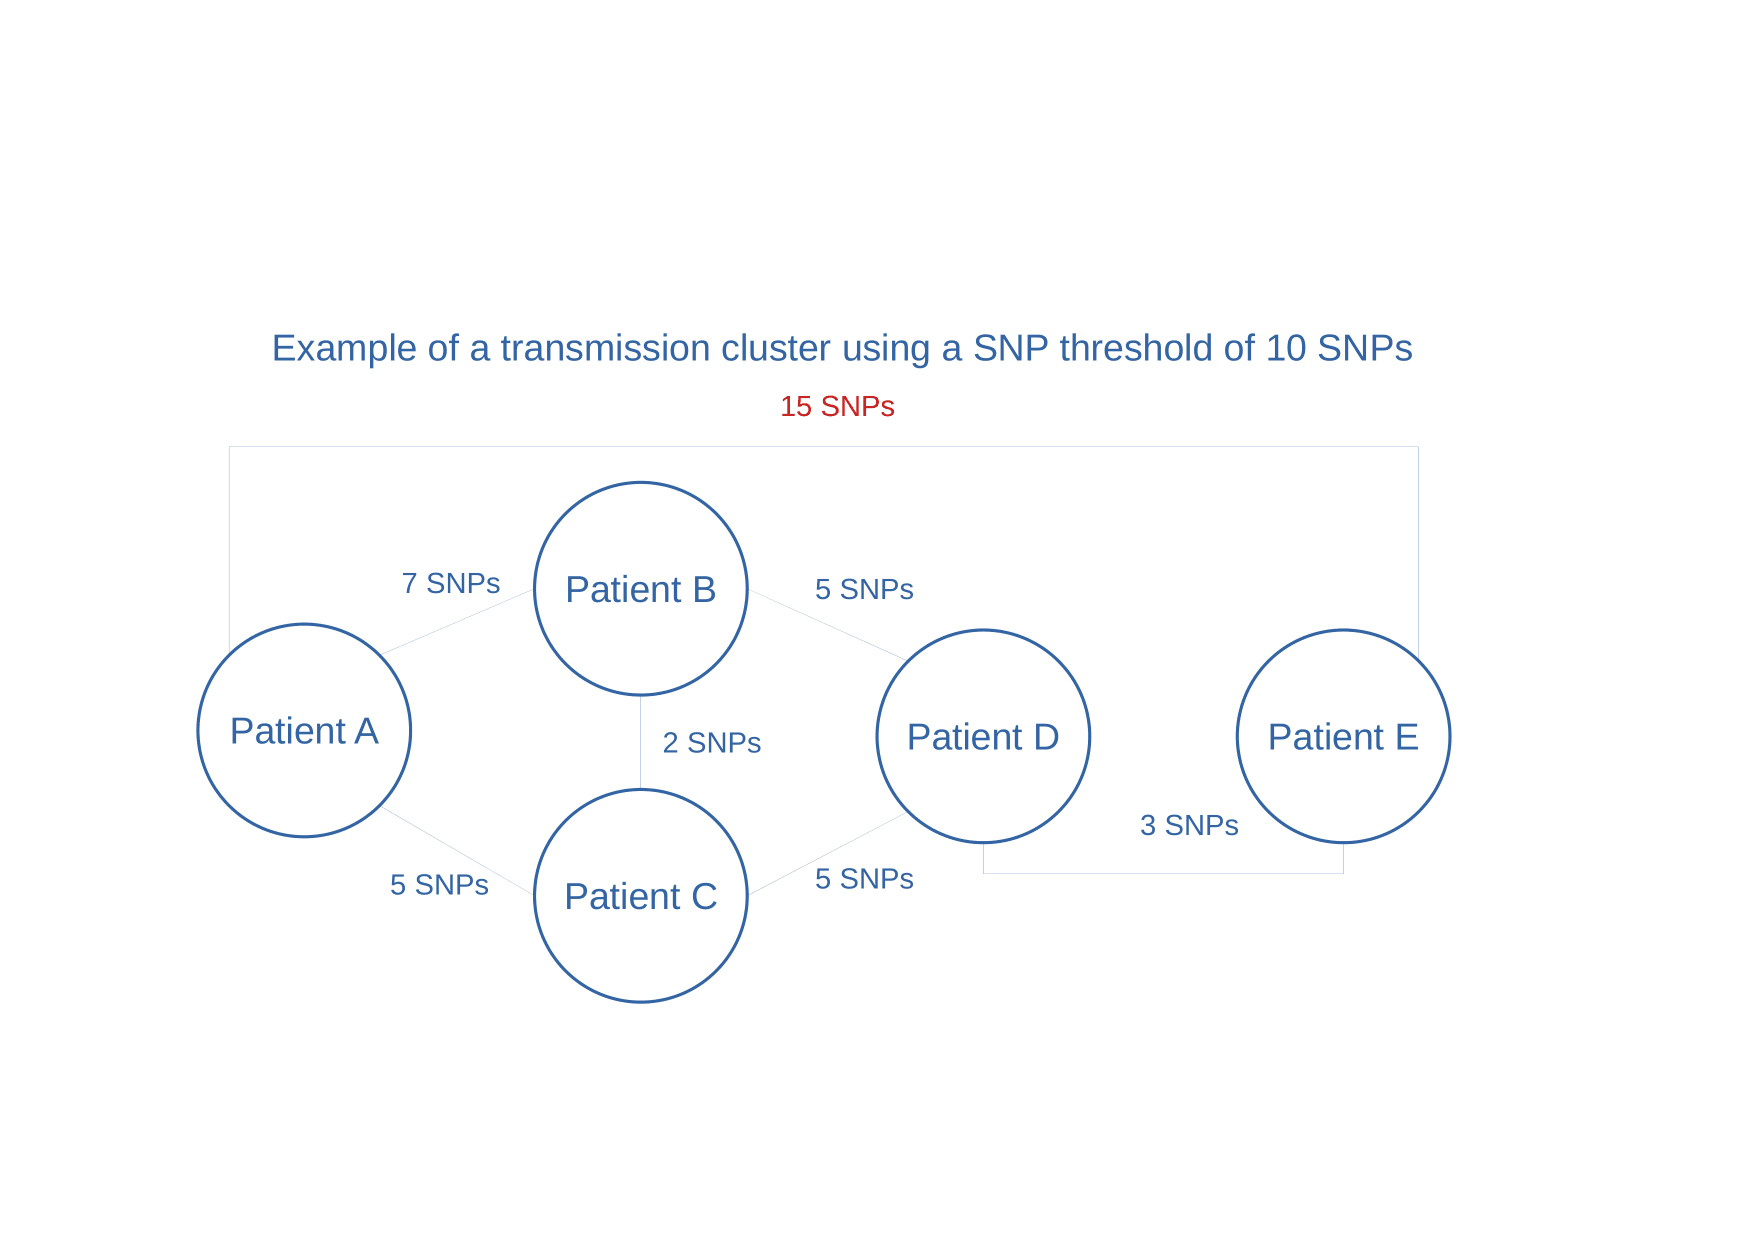 Example of a transmission cluster using a SNP threshold of 10 SNPs
15 SNPs
7 SNPs
Patient B
5 SNPs
Patient A
2 SNPs
Patient D
Patient E
3 SNPs
5 SNPs
Patient C
5 SNPs